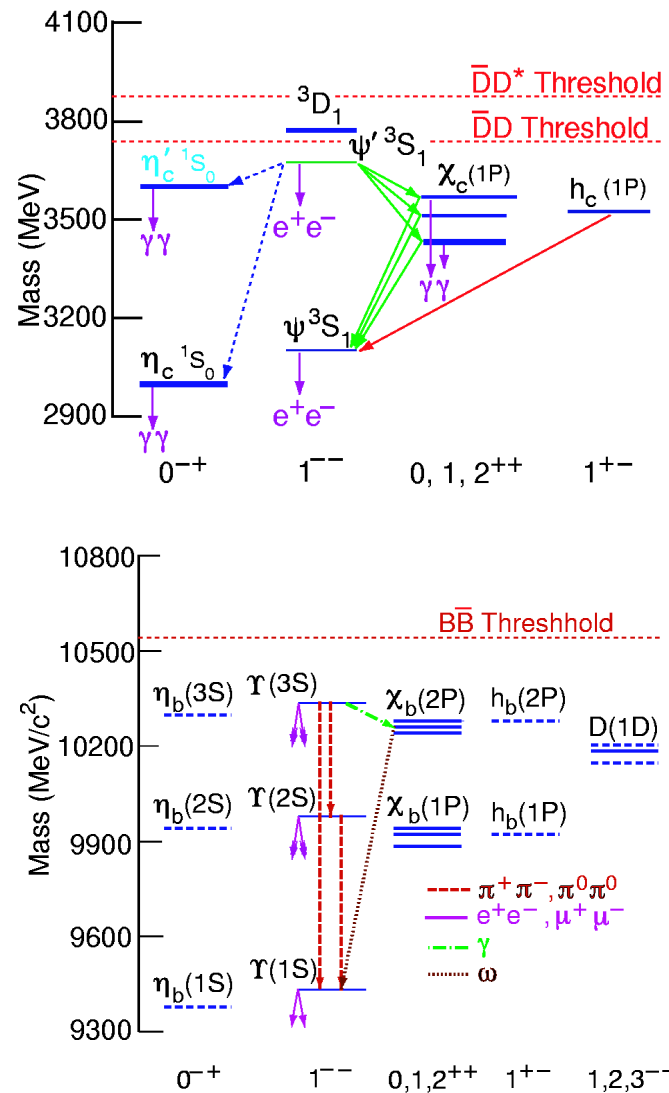 4100
D̄D* Threshold
³D₁
3800
D̄D Threshold
ψ′ ³S₁
η′c ¹S₀
χc(1P)
hc (1P)
3500
e⁺e⁻
γγ
γγ
Mass (MeV)
3200
ψ ³S₁
ηc ¹S₀
2900
e⁺e⁻
γγ
0⁻⁺ 1⁻⁻ 0, 1, 2⁺⁺ 1⁺⁻
10800
BB̄ Threshhold
10500
ηb(3S) ϒ(3S) χb(2P) hb(2P)
D(1D)
10200
Mass (MeV/c²)
ηb(2S) ϒ(2S) χb(1P) hb(1P)
9900
π⁺π⁻, π⁰π⁰
e⁺e⁻, μ⁺μ⁻
9600
γ
ηb(1S) ϒ(1S)
ω
9300
0⁻⁺ 1⁻⁻ 0,1,2⁺⁺ 1⁺⁻ 1,2,3⁻⁻